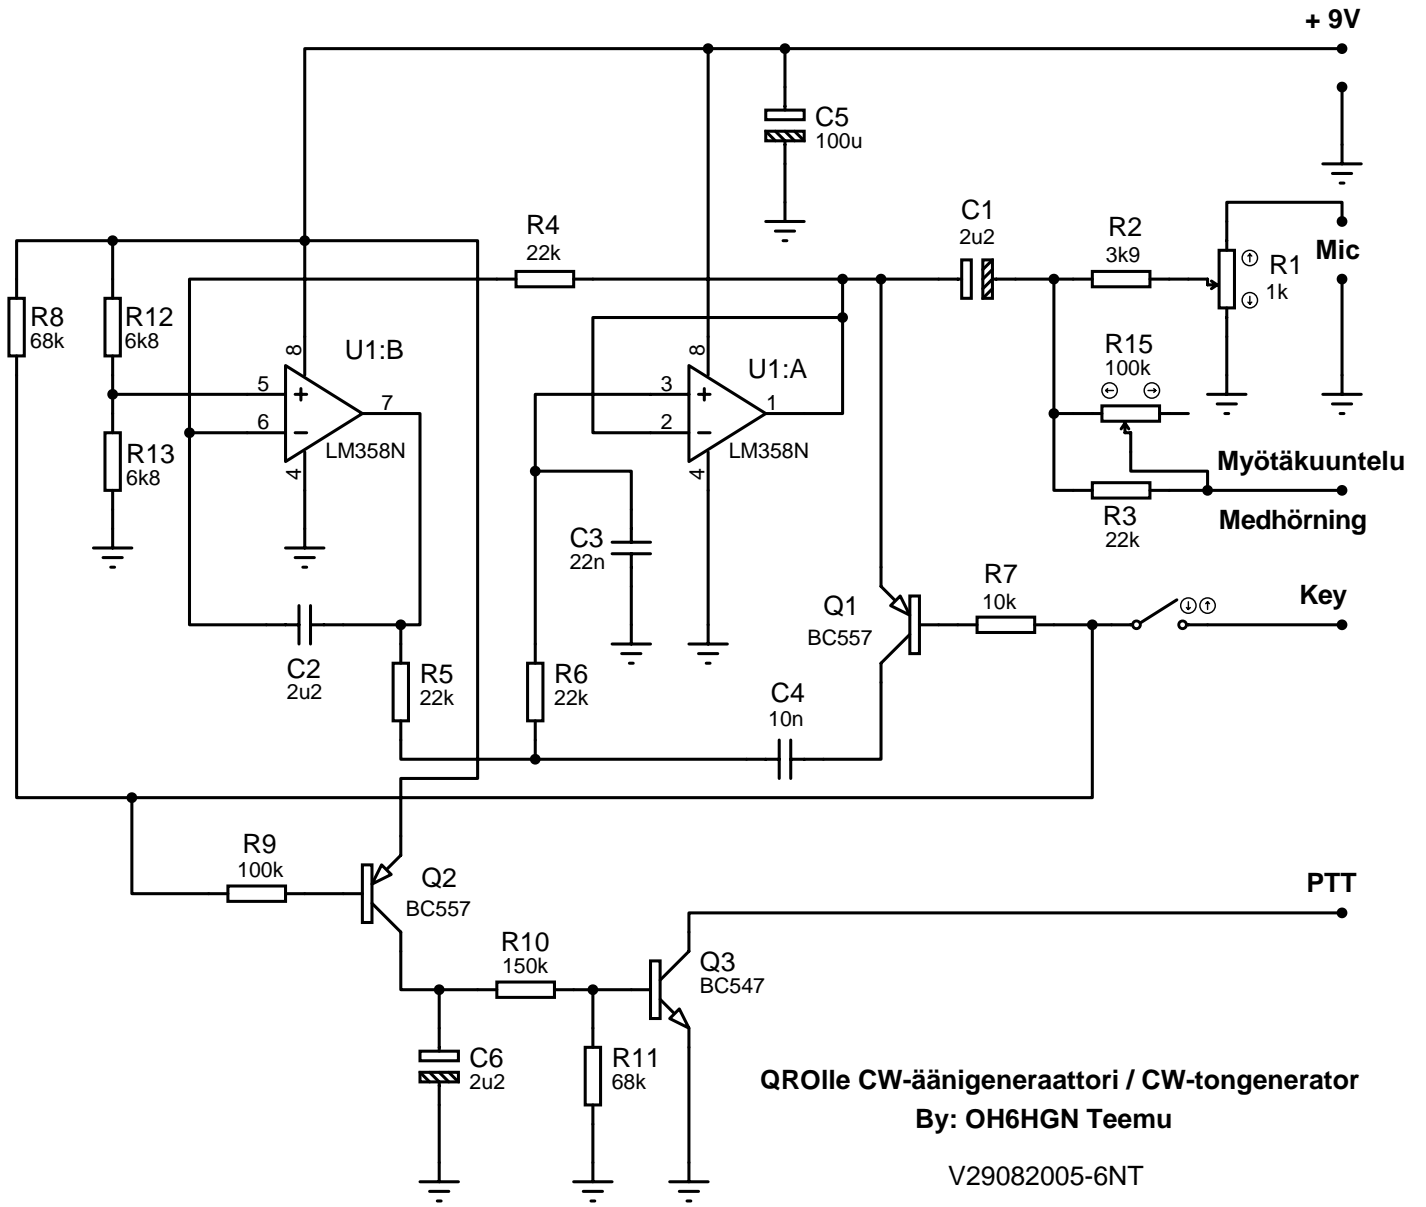 + 9V
C5
100u
C1
2u2
R4
22k
R2
3k9
R1
1k
Mic
R8
68k
R12
6k8
U1:B
8
5
+
7
6
−
LM358N
4
R13
6k8
U1:A
8
3
+
1
2
−
LM358N
4
R15
100k
Myötäkuuntelu
R3
22k
Medhörning
C3
22n
R7
10k
Key
Q1
BC557
C2
2u2
R5
22k
R6
22k
C4
10n
R9
100k
Q2
BC557
PTT
R10
150k
Q3
BC547
C6
2u2
R11
68k
QROlle CW-äänigeneraattori / CW-tongenerator
By: OH6HGN Teemu
V29082005-6NT